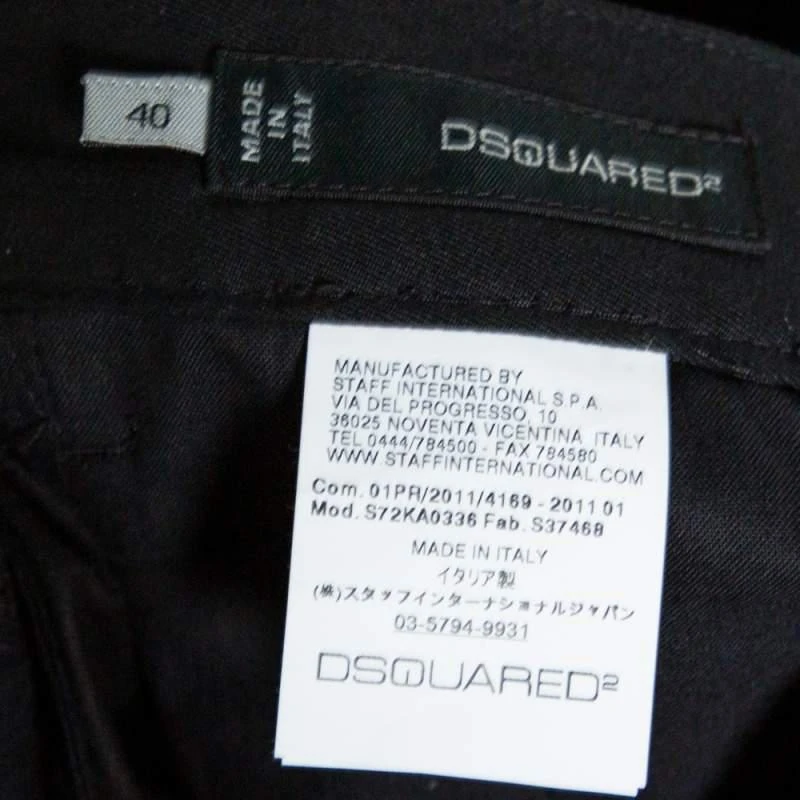 40
MADE
IN
ITALY
DSQUARED2
MANUFACTURED BY
STAFF INTERNATIONAL S.P.A.
VIA DEL PROGRESSO, 10
36025 NOVENTA VICENTINA ITALY
TEL 0444/784500 - FAX 784580
WWW.STAFFINTERNATIONAL.COM
Com. 01PR/2011/4169 - 2011 01
Mod. S72KA0336 Fab. S37468
MADE IN ITALY
イタリア製
(株)スタッフインターナショナルジャパン
03-5794-9931
DSQUARED2